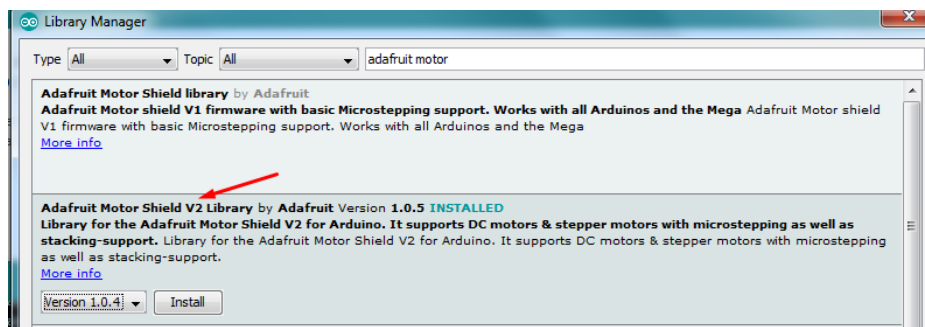 Library Manager
Type All Topic All adafruit motor
Adafruit Motor Shield library by Adafruit
Adafruit Motor shield V1 firmware with basic Microstepping support. Works with all Arduinos and the Mega Adafruit Motor shield
V1 firmware with basic Microstepping support. Works with all Arduinos and the Mega
More info
Adafruit Motor Shield V2 Library by Adafruit Version 1.0.5 INSTALLED
Library for the Adafruit Motor Shield V2 for Arduino. It supports DC motors & stepper motors with microstepping as well as
stacking-support. Library for the Adafruit Motor Shield V2 for Arduino. It supports DC motors & stepper motors with microstepping
as well as stacking-support.
More info
Version 1.0.4 Install